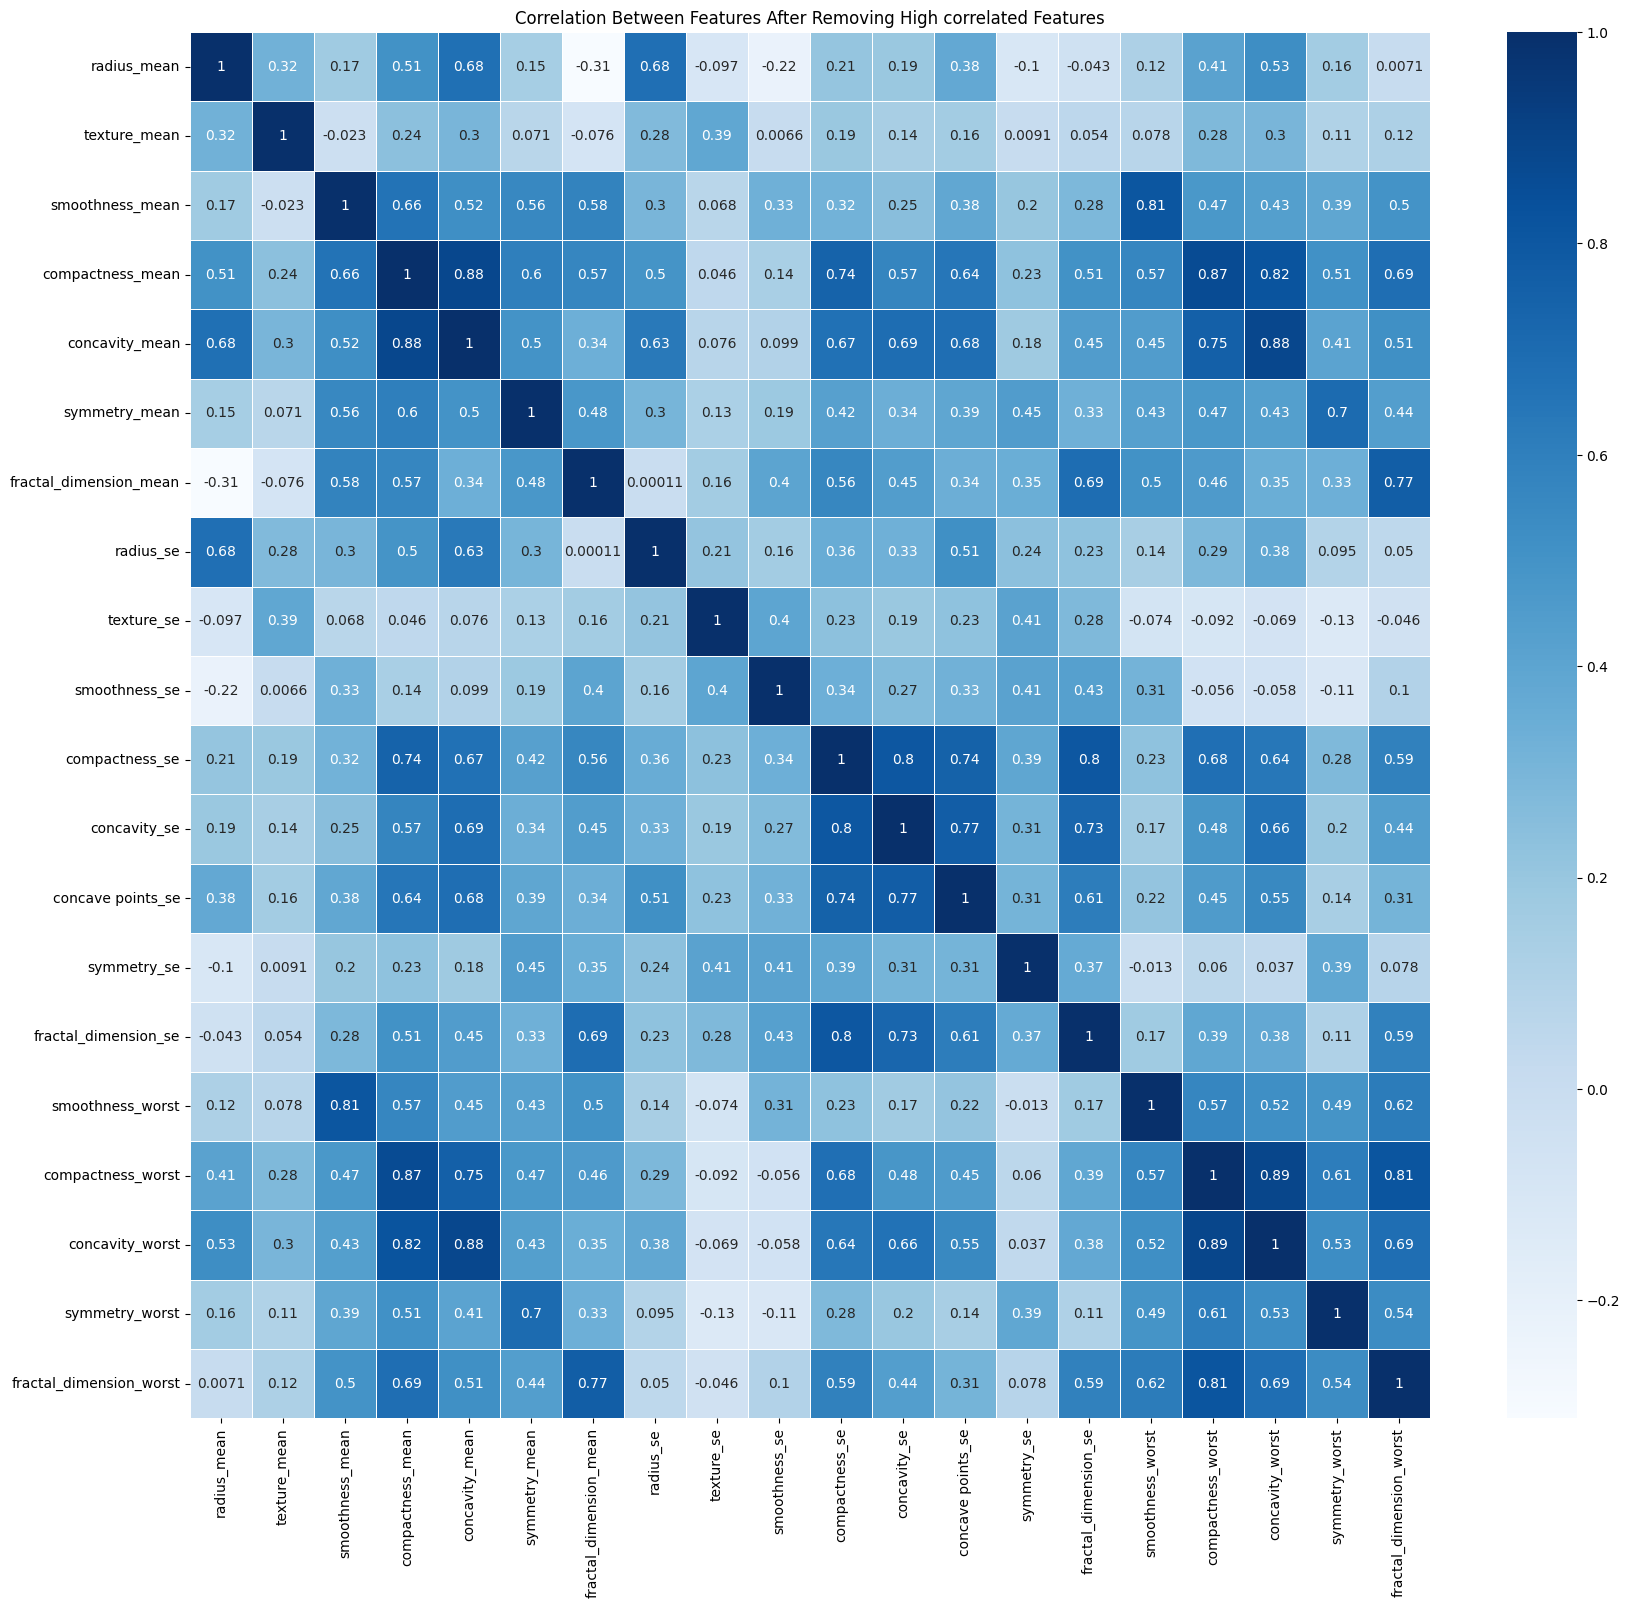 Correlation Between Features After Removing High correlated Features
radius_mean 1 0.32 0.17 0.51 0.68 0.15 -0.31 0.68 -0.097 -0.22 0.21 0.19 0.38 -0.1 -0.043 0.12 0.41 0.53 0.16 0.0071
texture_mean 0.32 1 -0.023 0.24 0.3 0.071 -0.076 0.28 0.39 0.0066 0.19 0.14 0.16 0.0091 0.054 0.078 0.28 0.3 0.11 0.12
smoothness_mean 0.17 -0.023 1 0.66 0.52 0.56 0.58 0.3 0.068 0.33 0.32 0.25 0.38 0.2 0.28 0.81 0.47 0.43 0.39 0.5
compactness_mean 0.51 0.24 0.66 1 0.88 0.6 0.57 0.5 0.046 0.14 0.74 0.57 0.64 0.23 0.51 0.57 0.87 0.82 0.51 0.69
concavity_mean 0.68 0.3 0.52 0.88 1 0.5 0.34 0.63 0.076 0.099 0.67 0.69 0.68 0.18 0.45 0.45 0.75 0.88 0.41 0.51
symmetry_mean 0.15 0.071 0.56 0.6 0.5 1 0.48 0.3 0.13 0.19 0.42 0.34 0.39 0.45 0.33 0.43 0.47 0.43 0.7 0.44
fractal_dimension_mean -0.31 -0.076 0.58 0.57 0.34 0.48 1 0.00011 0.16 0.4 0.56 0.45 0.34 0.35 0.69 0.5 0.46 0.35 0.33 0.77
radius_se 0.68 0.28 0.3 0.5 0.63 0.3 0.00011 1 0.21 0.16 0.36 0.33 0.51 0.24 0.23 0.14 0.29 0.38 0.095 0.05
texture_se -0.097 0.39 0.068 0.046 0.076 0.13 0.16 0.21 1 0.4 0.23 0.19 0.23 0.41 0.28 -0.074 -0.092 -0.069 -0.13 -0.046
smoothness_se -0.22 0.0066 0.33 0.14 0.099 0.19 0.4 0.16 0.4 1 0.34 0.27 0.33 0.41 0.43 0.31 -0.056 -0.058 -0.11 0.1
compactness_se 0.21 0.19 0.32 0.74 0.67 0.42 0.56 0.36 0.23 0.34 1 0.8 0.74 0.39 0.8 0.23 0.68 0.64 0.28 0.59
concavity_se 0.19 0.14 0.25 0.57 0.69 0.34 0.45 0.33 0.19 0.27 0.8 1 0.77 0.31 0.73 0.17 0.48 0.66 0.2 0.44
concave points_se 0.38 0.16 0.38 0.64 0.68 0.39 0.34 0.51 0.23 0.33 0.74 0.77 1 0.31 0.61 0.22 0.45 0.55 0.14 0.31
symmetry_se -0.1 0.0091 0.2 0.23 0.18 0.45 0.35 0.24 0.41 0.41 0.39 0.31 0.31 1 0.37 -0.013 0.06 0.037 0.39 0.078
fractal_dimension_se -0.043 0.054 0.28 0.51 0.45 0.33 0.69 0.23 0.28 0.43 0.8 0.73 0.61 0.37 1 0.17 0.39 0.38 0.11 0.59
smoothness_worst 0.12 0.078 0.81 0.57 0.45 0.43 0.5 0.14 -0.074 0.31 0.23 0.17 0.22 -0.013 0.17 1 0.57 0.52 0.49 0.62
compactness_worst 0.41 0.28 0.47 0.87 0.75 0.47 0.46 0.29 -0.092 -0.056 0.68 0.48 0.45 0.06 0.39 0.57 1 0.89 0.61 0.81
concavity_worst 0.53 0.3 0.43 0.82 0.88 0.43 0.35 0.38 -0.069 -0.058 0.64 0.66 0.55 0.037 0.38 0.52 0.89 1 0.53 0.69
symmetry_worst 0.16 0.11 0.39 0.51 0.41 0.7 0.33 0.095 -0.13 -0.11 0.28 0.2 0.14 0.39 0.11 0.49 0.61 0.53 1 0.54
fractal_dimension_worst 0.0071 0.12 0.5 0.69 0.51 0.44 0.77 0.05 -0.046 0.1 0.59 0.44 0.31 0.078 0.59 0.62 0.81 0.69 0.54 1
radius_mean
texture_mean
smoothness_mean
compactness_mean
concavity_mean
symmetry_mean
fractal_dimension_mean
radius_se
texture_se
smoothness_se
compactness_se
concavity_se
concave points_se
symmetry_se
fractal_dimension_se
smoothness_worst
compactness_worst
concavity_worst
symmetry_worst
fractal_dimension_worst
1.0
0.8
0.6
0.4
0.2
0.0
−0.2